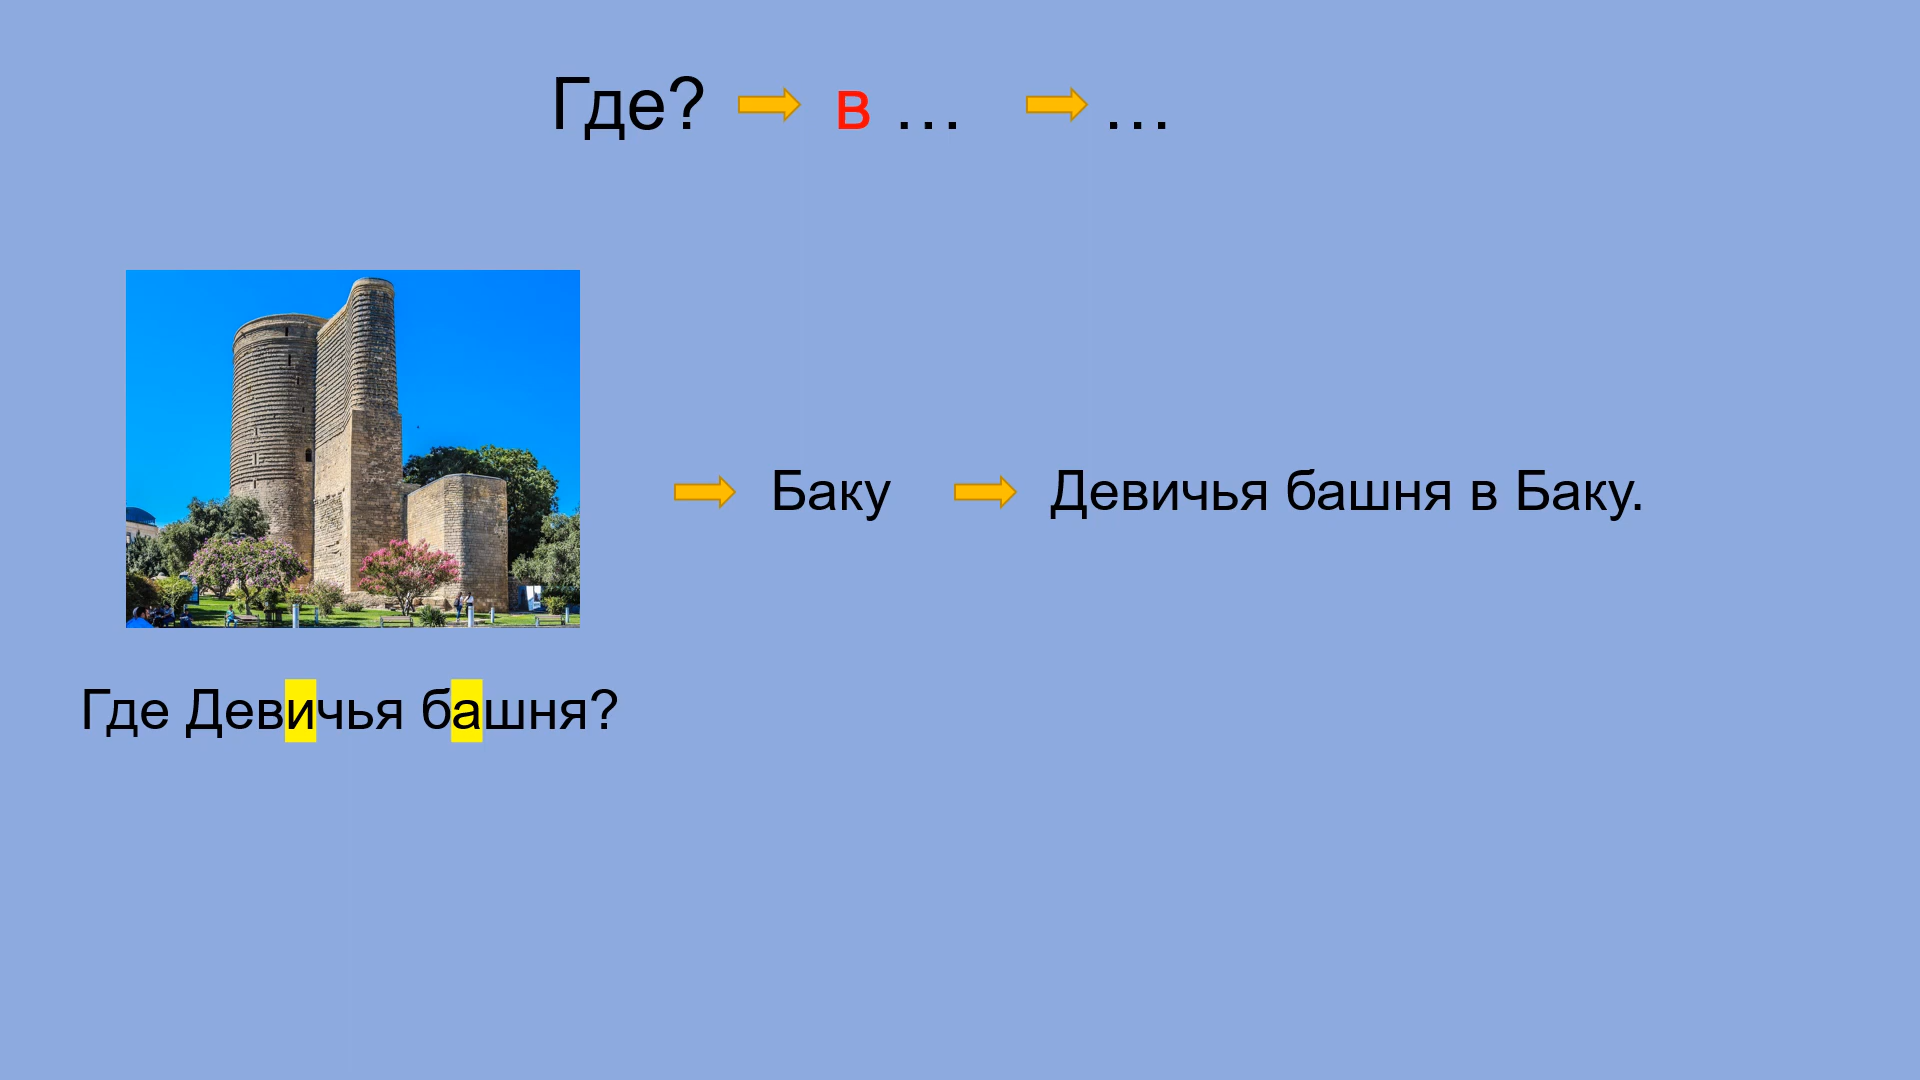 Где? в … …
Баку Девичья башня в Баку.
Где Девичья башня?